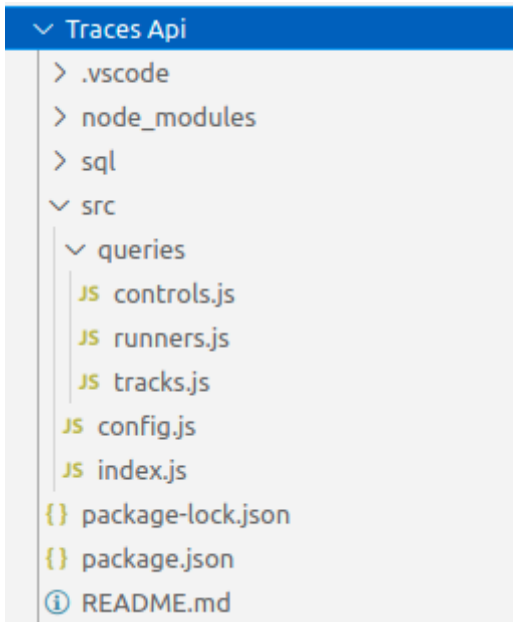 Traces Api
.vscode
node_modules
sql
src
queries
JS controls.js
JS runners.js
JS tracks.js
JS config.js
JS index.js
{} package-lock.json
{} package.json
README.md